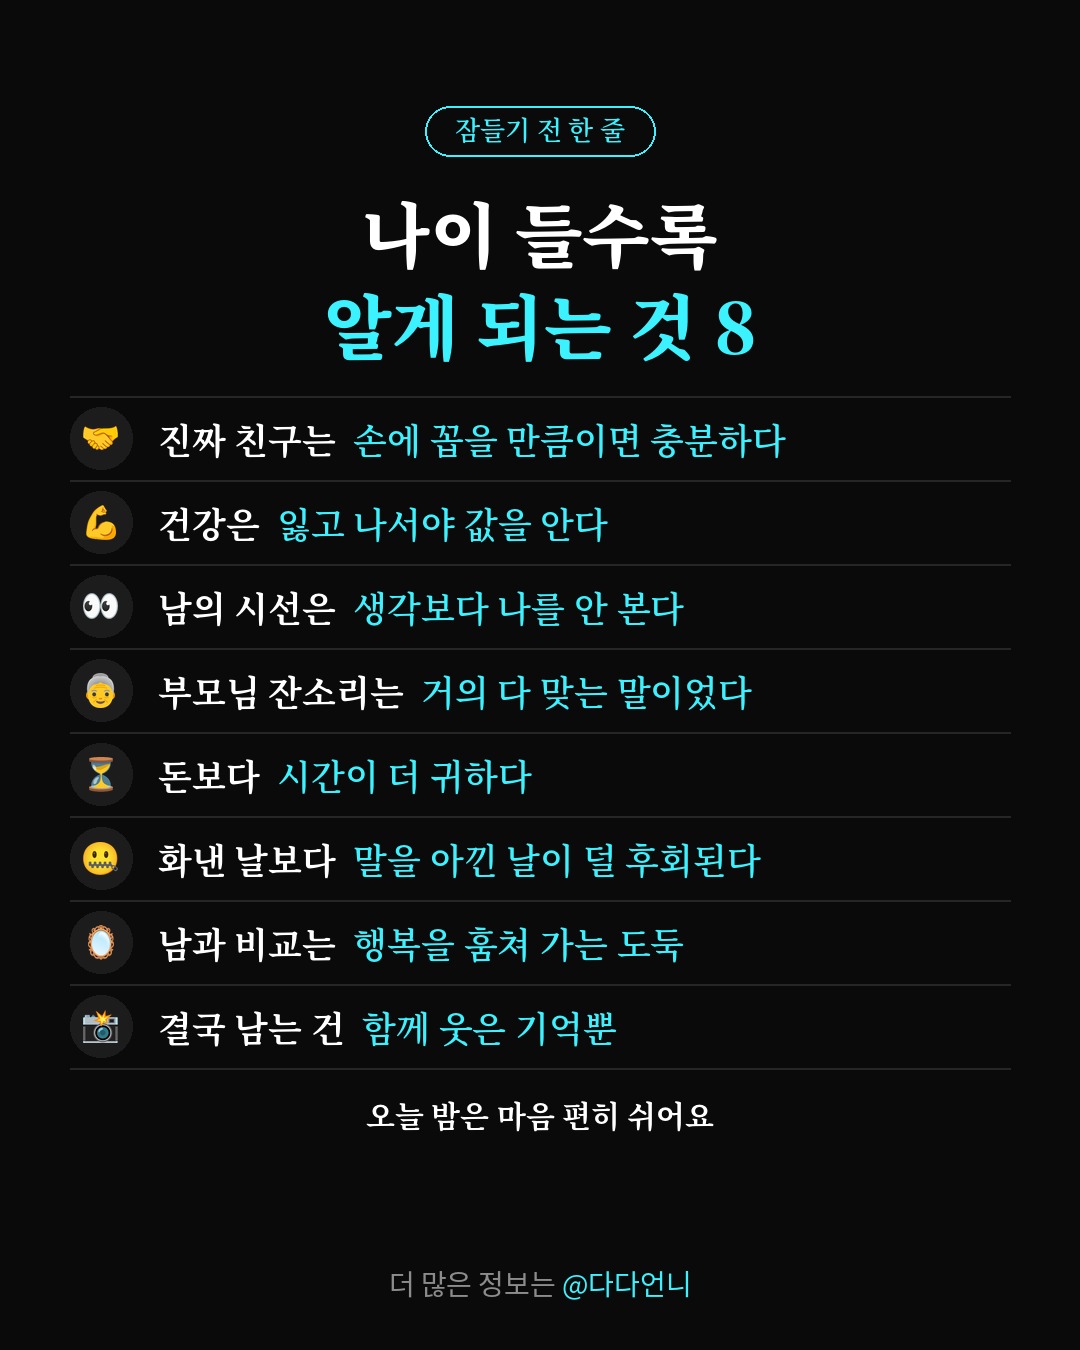 잠들기 전 한 줄
나이 들수록
알게 되는 것 8
진짜 친구는 손에 꼽을 만큼이면 충분하다
건강은 잃고 나서야 값을 안다
남의 시선은 생각보다 나를 안 본다
부모님 잔소리는 거의 다 맞는 말이었다
돈보다 시간이 더 귀하다
화낸 날보다 말을 아낀 날이 덜 후회된다
남과 비교는 행복을 훔쳐 가는 도둑
결국 남는 건 함께 웃은 기억뿐
오늘 밤은 마음 편히 쉬어요
더 많은 정보는 @다다언니